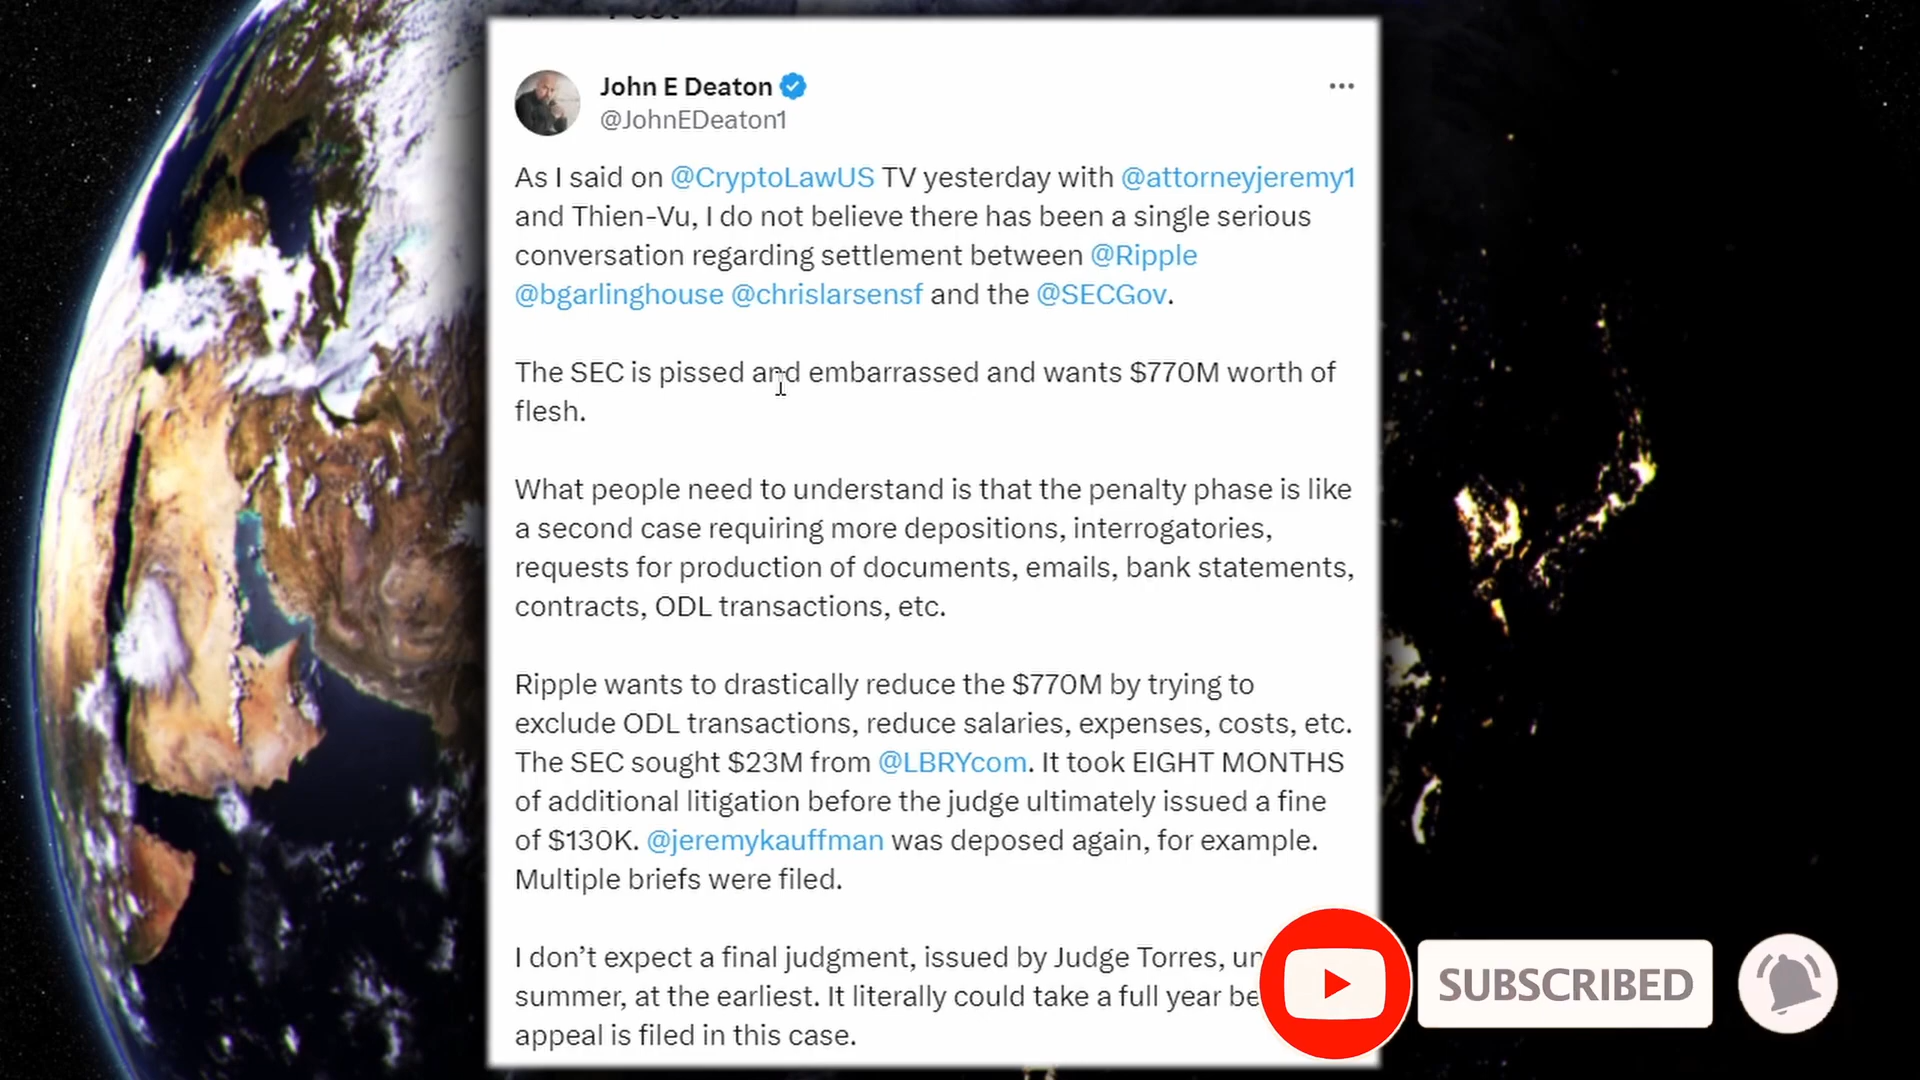 John E Deaton
@JohnEDeaton1
As I said on @CryptoLawUS TV yesterday with @attorneyjeremy1
and Thien-Vu, I do not believe there has been a single serious
conversation regarding settlement between @Ripple
@bgarlinghouse @chrislarsensf and the @SECGov.
The SEC is pissed and embarrassed and wants $770M worth of
flesh.
What people need to understand is that the penalty phase is like
a second case requiring more depositions, interrogatories,
requests for production of documents, emails, bank statements,
contracts, ODL transactions, etc.
Ripple wants to drastically reduce the $770M by trying to
exclude ODL transactions, reduce salaries, expenses, costs, etc.
The SEC sought $23M from @LBRYcom. It took EIGHT MONTHS
of additional litigation before the judge ultimately issued a fine
of $130K. @jeremykauffman was deposed again, for example.
Multiple briefs were filed.
I don’t expect a final judgment, issued by Judge Torres, un
summer, at the earliest. It literally could take a full year be
appeal is filed in this case.
SUBSCRIBED